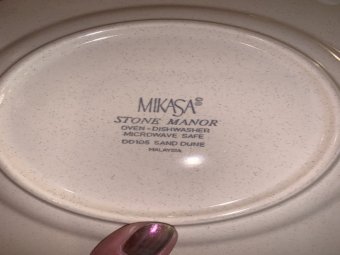 MIKASA®
STONE MANOR
OVEN - DISHWASHER
MICROWAVE SAFE
DD105 SAND DUNE
MALAYSIA